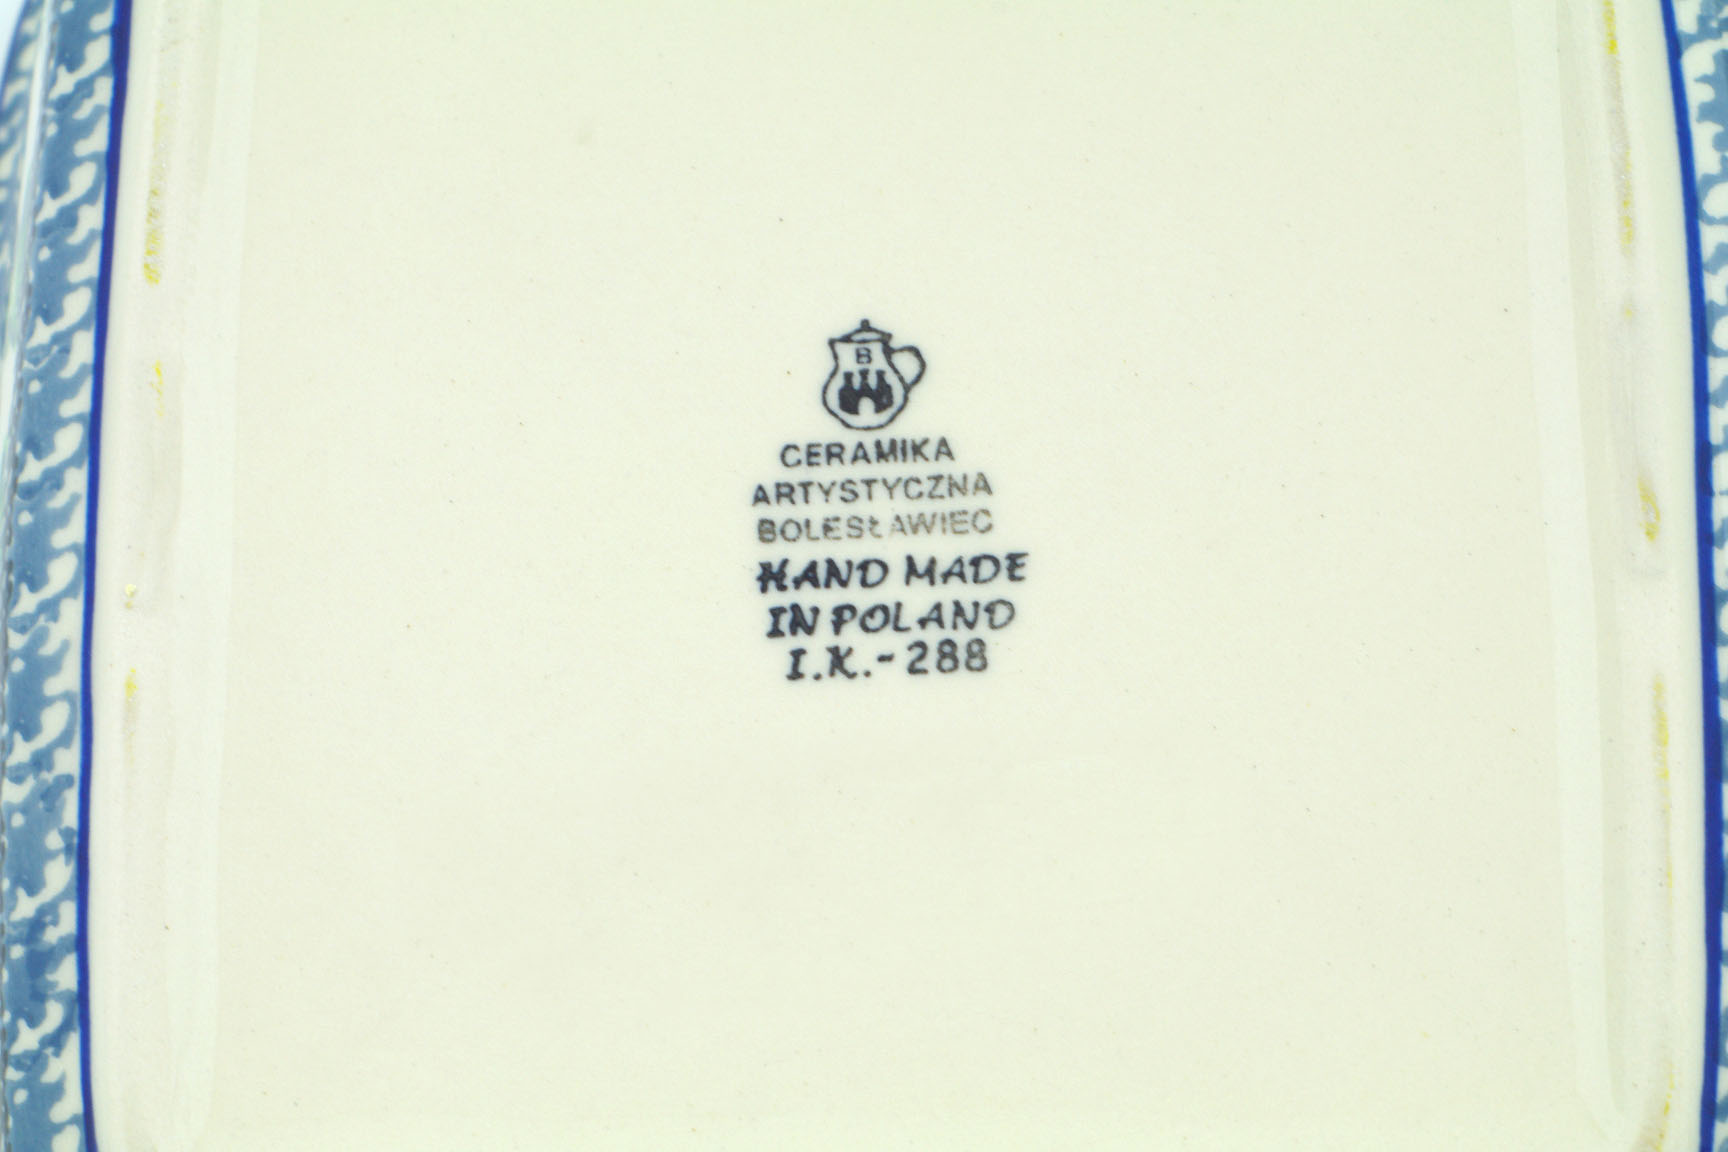 B
CERAMIKA
ARTYSTYCZNA
BOLESŁAWIEC
HAND MADE
IN POLAND
I.K.-288